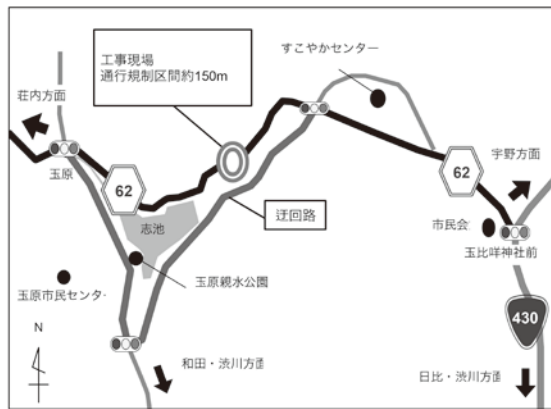 工事現場
通行規制区間約150m
すこやかセンター
荘内方面
宇野方面
玉原
62
62
志池
迂回路
市民会
玉比咩神社前
玉原親水公園
玉原市民センタ
430
N
和田・渋川方面
日比・渋川方面